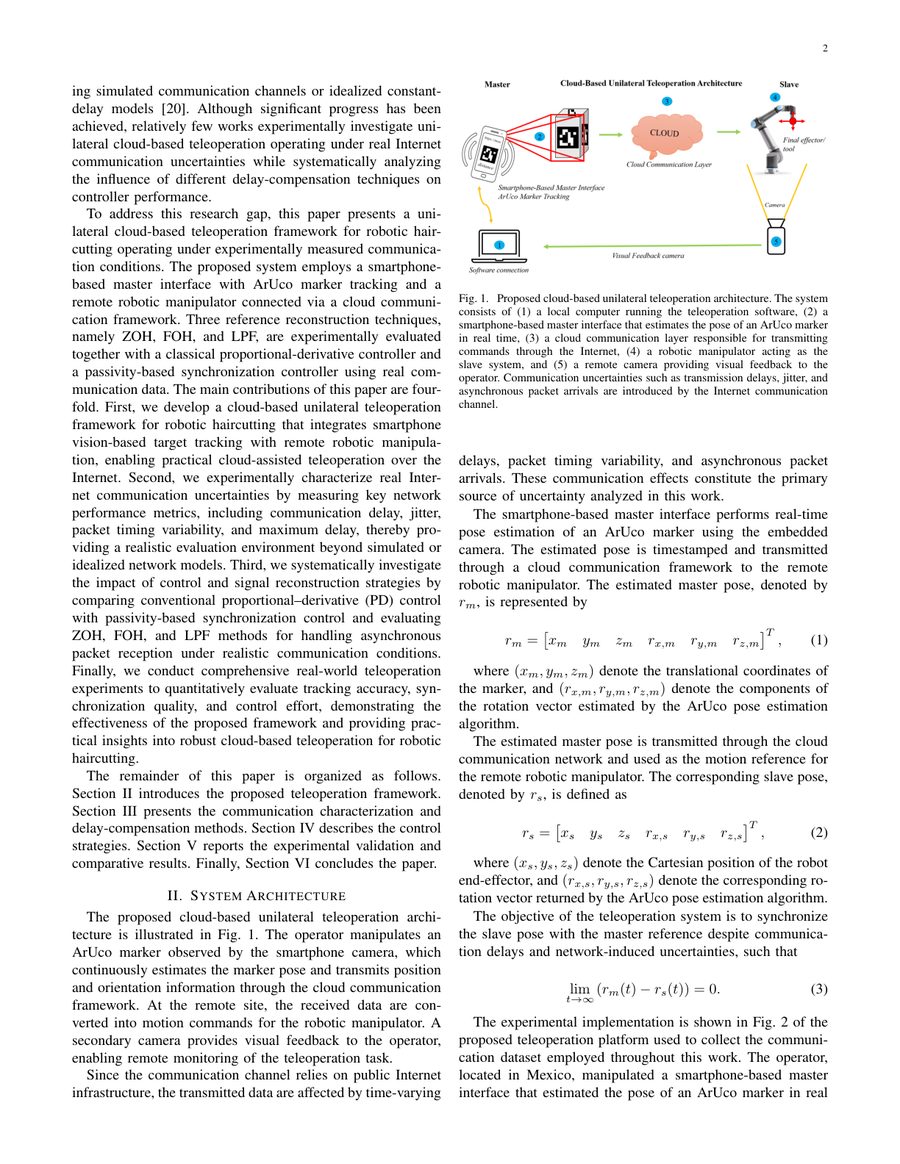 2
ing simulated communication channels or idealized constant-
delay models [20]. Although significant progress has been
achieved, relatively few works experimentally investigate uni-
lateral cloud-based teleoperation operating under real Internet
communication uncertainties while systematically analyzing
the influence of different delay-compensation techniques on
controller performance.
To address this research gap, this paper presents a uni-
lateral cloud-based teleoperation framework for robotic hair-
cutting operating under experimentally measured communica-
tion conditions. The proposed system employs a smartphone-
based master interface with ArUco marker tracking and a
remote robotic manipulator connected via a cloud communi-
cation framework. Three reference reconstruction techniques,
namely ZOH, FOH, and LPF, are experimentally evaluated
together with a classical proportional-derivative controller and
a passivity-based synchronization controller using real com-
munication data. The main contributions of this paper are four-
fold. First, we develop a cloud-based unilateral teleoperation
framework for robotic haircutting that integrates smartphone
vision-based target tracking with remote robotic manipula-
tion, enabling practical cloud-assisted teleoperation over the
Internet. Second, we experimentally characterize real Inter-
net communication uncertainties by measuring key network
performance metrics, including communication delay, jitter,
packet timing variability, and maximum delay, thereby pro-
viding a realistic evaluation environment beyond simulated or
idealized network models. Third, we systematically investigate
the impact of control and signal reconstruction strategies by
comparing conventional proportional–derivative (PD) control
with passivity-based synchronization control and evaluating
ZOH, FOH, and LPF methods for handling asynchronous
packet reception under realistic communication conditions.
Finally, we conduct comprehensive real-world teleoperation
experiments to quantitatively evaluate tracking accuracy, syn-
chronization quality, and control effort, demonstrating the
effectiveness of the proposed framework and providing prac-
tical insights into robust cloud-based teleoperation for robotic
haircutting.
The remainder of this paper is organized as follows.
Section II introduces the proposed teleoperation framework.
Section III presents the communication characterization and
delay-compensation methods. Section IV describes the control
strategies. Section V reports the experimental validation and
comparative results. Finally, Section VI concludes the paper.
II. SYSTEM ARCHITECTURE
The proposed cloud-based unilateral teleoperation archi-
tecture is illustrated in Fig. 1. The operator manipulates an
ArUco marker observed by the smartphone camera, which
continuously estimates the marker pose and transmits position
and orientation information through the cloud communication
framework. At the remote site, the received data are con-
verted into motion commands for the robotic manipulator. A
secondary camera provides visual feedback to the operator,
enabling remote monitoring of the teleoperation task.
Since the communication channel relies on public Internet
infrastructure, the transmitted data are affected by time-varying
Master
Cloud-Based Unilateral Teleoperation Architecture
Slave
4
3
2
CLOUD
Final effector/
tool
Cloud Communication Layer
Smartphone-Based Master Interface
ArUco Marker Tracking
Camera
1
5
Visual Feedback camera
Software connection
Fig. 1. Proposed cloud-based unilateral teleoperation architecture. The system
consists of (1) a local computer running the teleoperation software, (2) a
smartphone-based master interface that estimates the pose of an ArUco marker
in real time, (3) a cloud communication layer responsible for transmitting
commands through the Internet, (4) a robotic manipulator acting as the
slave system, and (5) a remote camera providing visual feedback to the
operator. Communication uncertainties such as transmission delays, jitter, and
asynchronous packet arrivals are introduced by the Internet communication
channel.
delays, packet timing variability, and asynchronous packet
arrivals. These communication effects constitute the primary
source of uncertainty analyzed in this work.
The smartphone-based master interface performs real-time
pose estimation of an ArUco marker using the embedded
camera. The estimated pose is timestamped and transmitted
through a cloud communication framework to the remote
robotic manipulator. The estimated master pose, denoted by
r_m, is represented by
r_m = [x_m y_m z_m r_{x,m} r_{y,m} r_{z,m}]^T , (1)
where (x_m, y_m, z_m) denote the translational coordinates of
the marker, and (r_{x,m}, r_{y,m}, r_{z,m}) denote the components of
the rotation vector estimated by the ArUco pose estimation
algorithm.
The estimated master pose is transmitted through the cloud
communication network and used as the motion reference for
the remote robotic manipulator. The corresponding slave pose,
denoted by r_s, is defined as
r_s = [x_s y_s z_s r_{x,s} r_{y,s} r_{z,s}]^T , (2)
where (x_s, y_s, z_s) denote the Cartesian position of the robot
end-effector, and (r_{x,s}, r_{y,s}, r_{z,s}) denote the corresponding ro-
tation vector returned by the ArUco pose estimation algorithm.
The objective of the teleoperation system is to synchronize
the slave pose with the master reference despite communica-
tion delays and network-induced uncertainties, such that
lim_{t→∞} (r_m(t) − r_s(t)) = 0. (3)
The experimental implementation is shown in Fig. 2 of the
proposed teleoperation platform used to collect the communi-
cation dataset employed throughout this work. The operator,
located in Mexico, manipulated a smartphone-based master
interface that estimated the pose of an ArUco marker in real